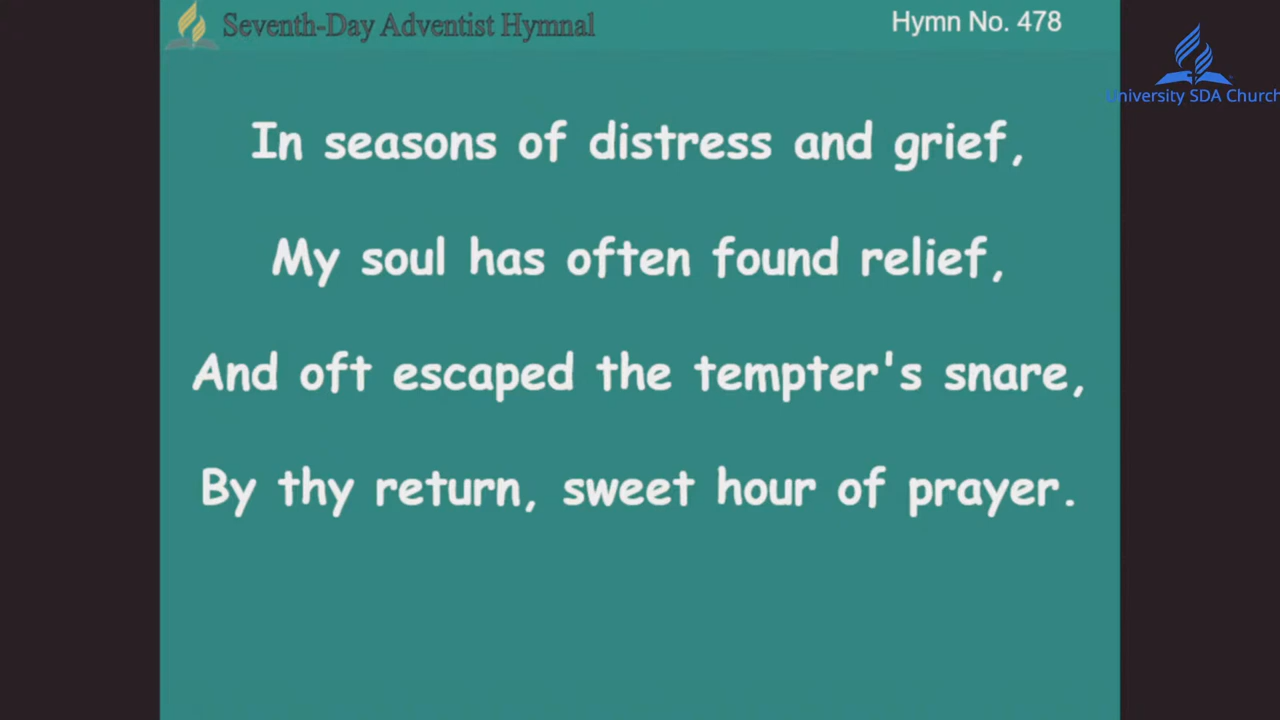 Seventh-Day Adventist Hymnal
Hymn No. 478
University SDA Church
In seasons of distress and grief,
My soul has often found relief,
And oft escaped the tempter's snare,
By thy return, sweet hour of prayer.